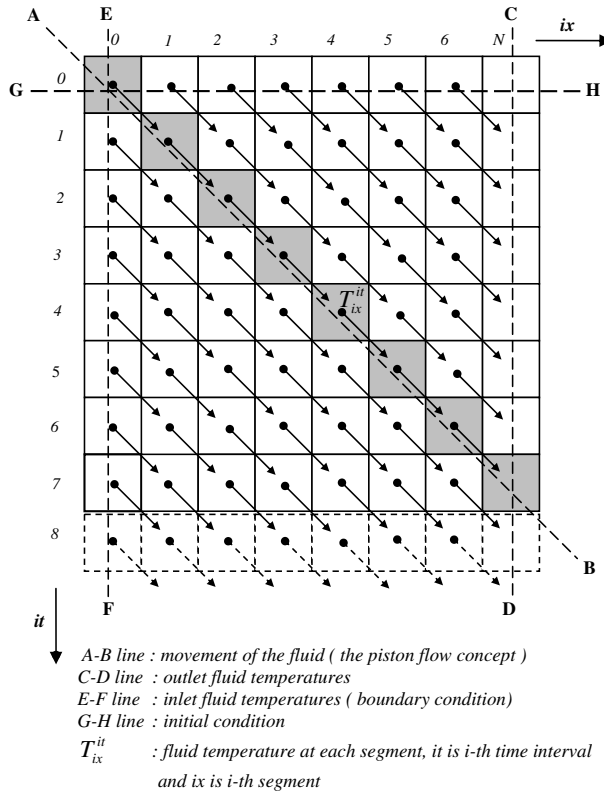 A E C
ix
0 1 2 3 4 5 6 N
0
G H
1
2
3
T_{ix}^{it}
4
5
6
7
8
B
F D
it
A-B line : movement of the fluid ( the piston flow concept )
C-D line : outlet fluid temperatures
E-F line : inlet fluid temperatures ( boundary condition)
G-H line : initial condition
T_{ix}^{it} : fluid temperature at each segment, it is i-th time interval
and ix is i-th segment